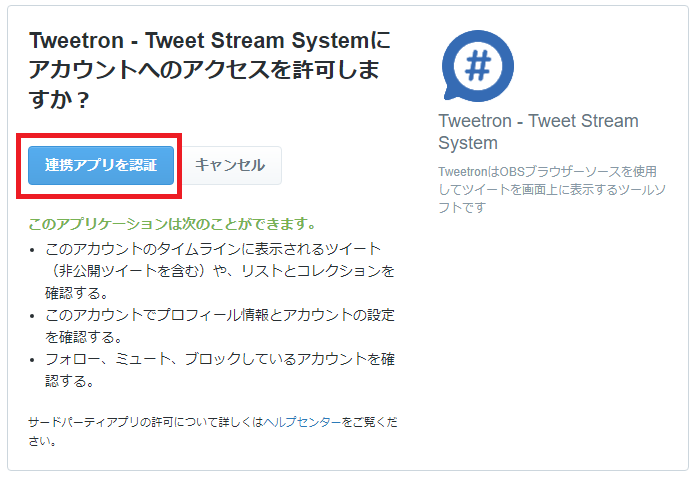 Tweetron - Tweet Stream Systemに
アカウントへのアクセスを許可しま
すか？
連携アプリを認証
キャンセル
このアプリケーションは次のことができます。
• このアカウントのタイムラインに表示されるツイート
（非公開ツイートを含む）や、リストとコレクションを
確認する。
• このアカウントでプロフィール情報とアカウントの設定
を確認する。
• フォロー、ミュート、ブロックしているアカウントを確
認する。
サードパーティアプリの許可について詳しくはヘルプセンターをご覧くだ
さい。
#
Tweetron - Tweet Stream
System
TweetronはOBSブラウザーソースを使用
してツイートを画面上に表示するツールソ
フトです